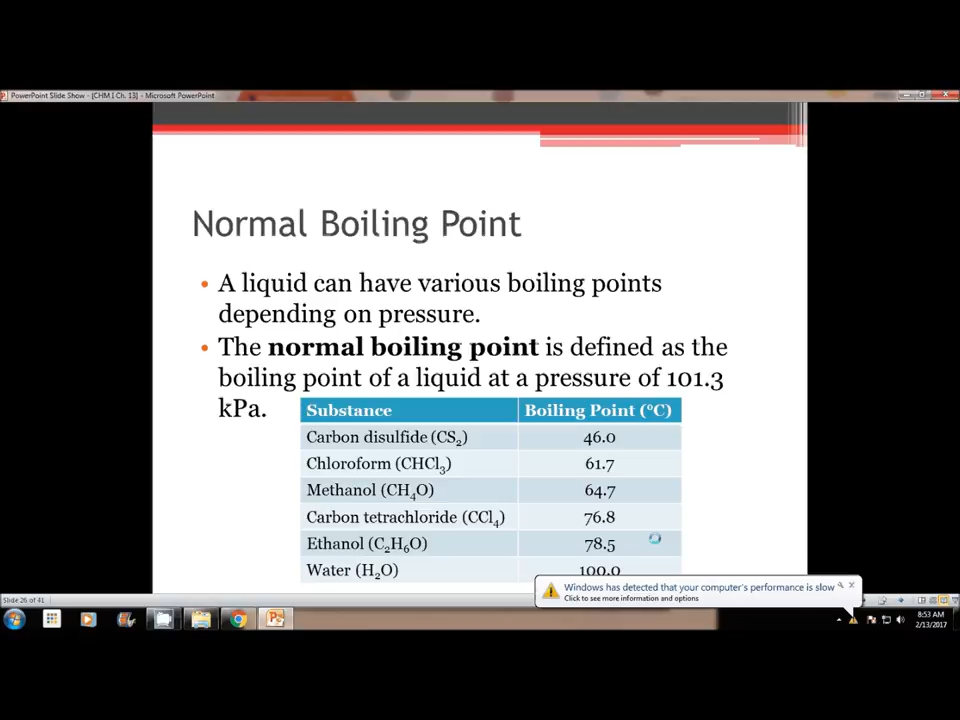 PowerPoint Slide Show - [CHM I Ch. 13] - Microsoft PowerPoint
Normal Boiling Point
• A liquid can have various boiling points
depending on pressure.
• The normal boiling point is defined as the
boiling point of a liquid at a pressure of 101.3
kPa.
Substance Boiling Point (°C)
Carbon disulfide (CS₂) 46.0
Chloroform (CHCl₃) 61.7
Methanol (CH₄O) 64.7
Carbon tetrachloride (CCl₄) 76.8
Ethanol (C₂H₆O) 78.5
Water (H₂O) 100.0
Windows has detected that your computer's performance is slow
Click to see more information and options
Slide 26 of 41
8:53 AM
2/13/2017